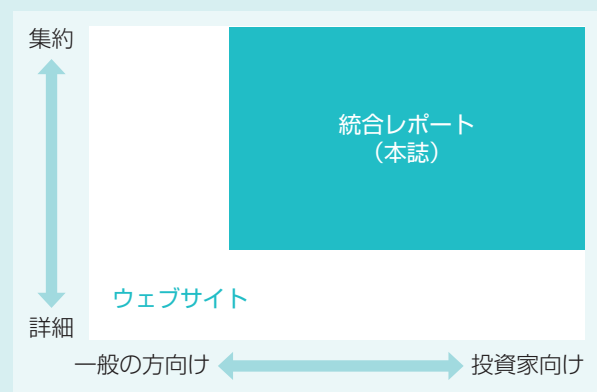 集約
統合レポート
（本誌）
ウェブサイト
詳細
一般の方向け
投資家向け